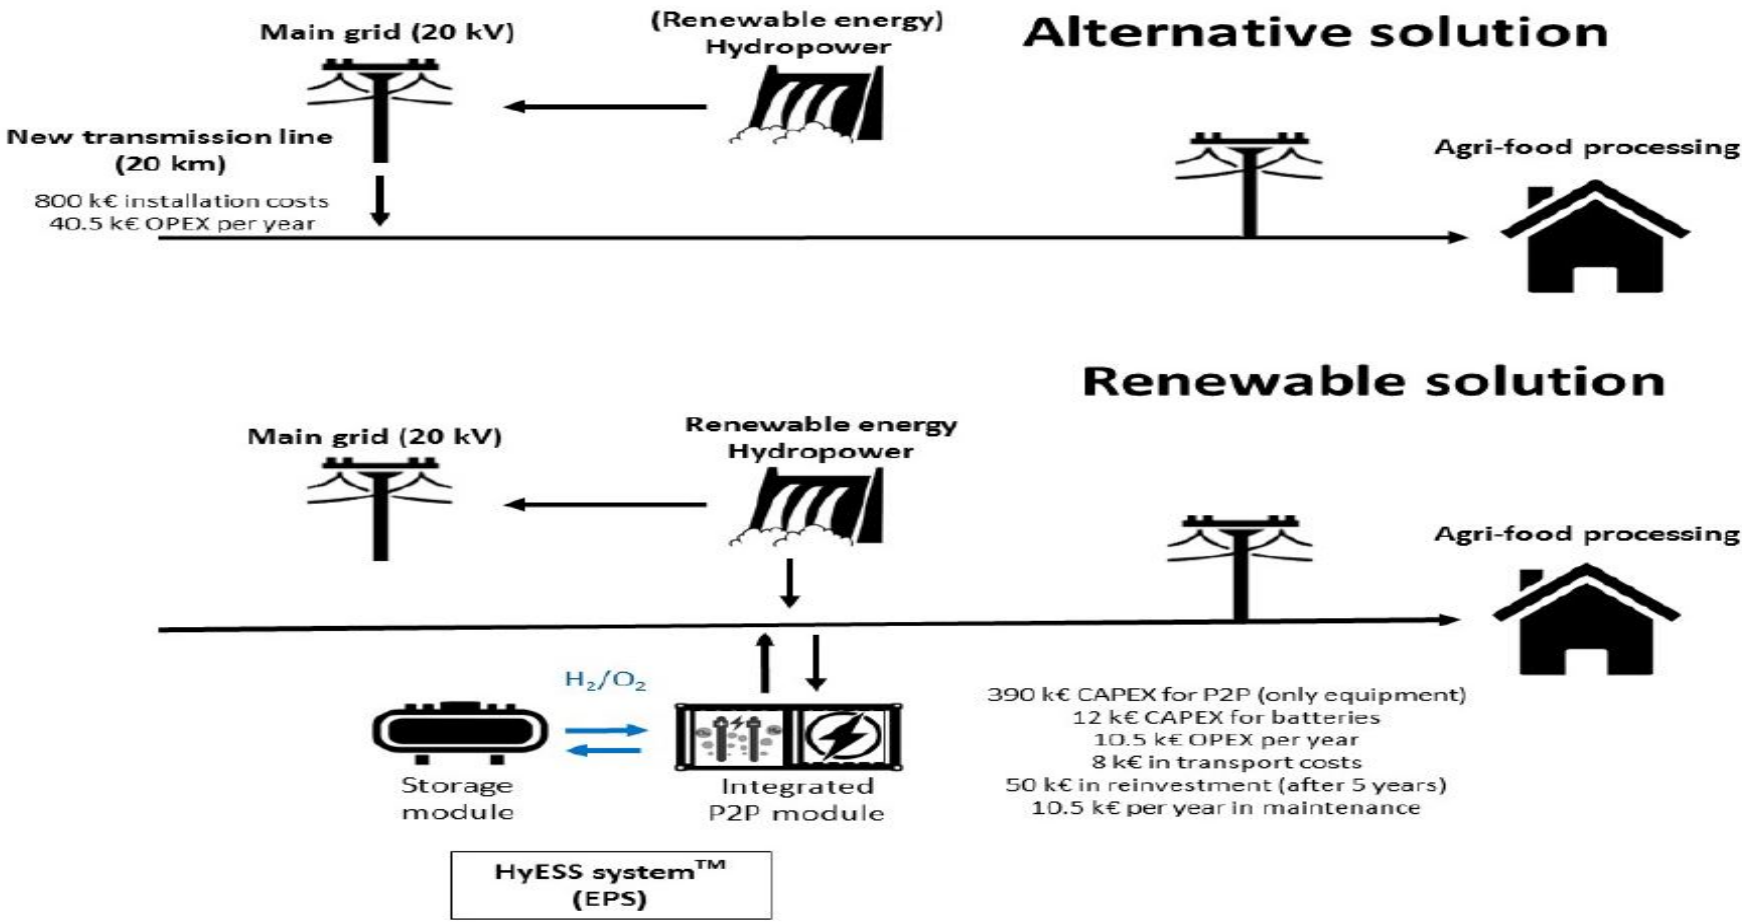 Alternative solution
Main grid (20 kV)
(Renewable energy)
Hydropower
New transmission line
(20 km)
800 k€ installation costs
40.5 k€ OPEX per year
Agri-food processing
Renewable solution
Main grid (20 kV)
Renewable energy
Hydropower
Agri-food processing
H₂/O₂
Storage
module
Integrated
P2P module
390 k€ CAPEX for P2P (only equipment)
12 k€ CAPEX for batteries
10.5 k€ OPEX per year
8 k€ in transport costs
50 k€ in reinvestment (after 5 years)
10.5 k€ per year in maintenance
HyESS system™
(EPS)